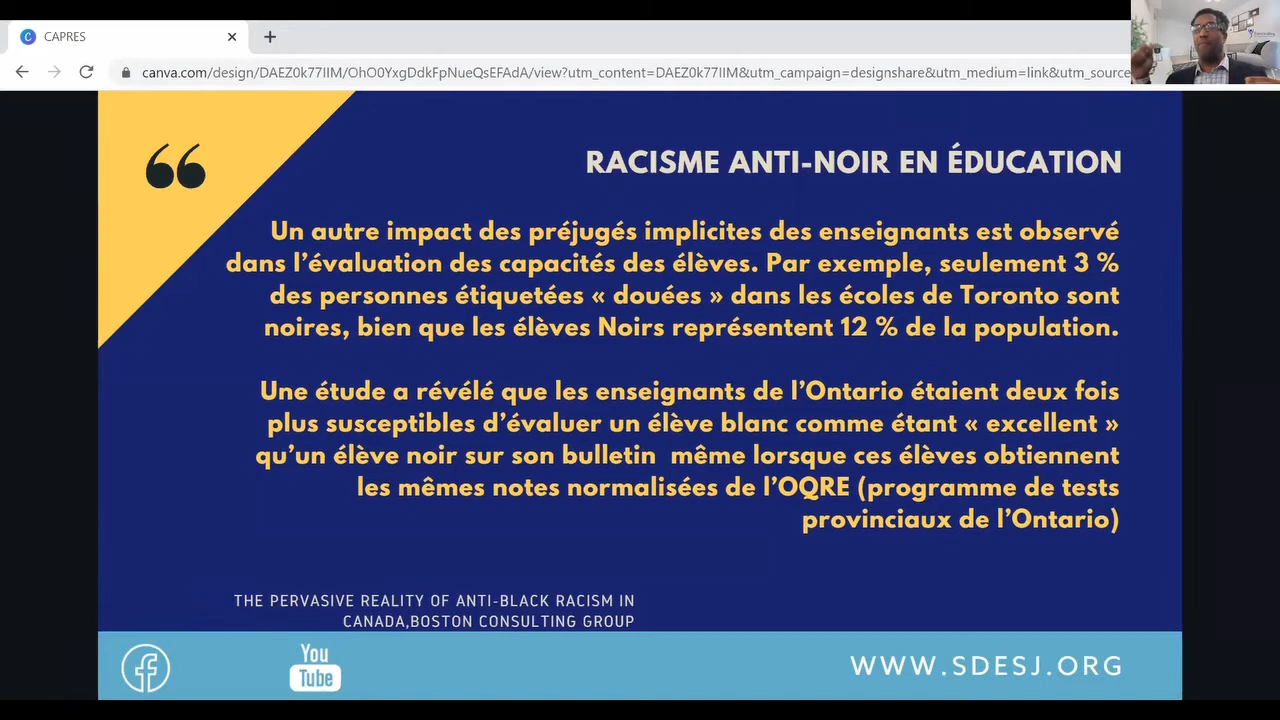 CAPRES
canva.com/design/DAEZ0k77IIM/OhO0YxgDdkFpNueQsEFAdA/view?utm_content=DAEZ0k77IIM&utm_campaign=designshare&utm_medium=link&utm_source
RACISME ANTI-NOIR EN ÉDUCATION
Un autre impact des préjugés implicites des enseignants est observé
dans l’évaluation des capacités des élèves. Par exemple, seulement 3 %
des personnes étiquetées « douées » dans les écoles de Toronto sont
noires, bien que les élèves Noirs représentent 12 % de la population.
Une étude a révélé que les enseignants de l’Ontario étaient deux fois
plus susceptibles d’évaluer un élève blanc comme étant « excellent »
qu’un élève noir sur son bulletin  même lorsque ces élèves obtiennent
les mêmes notes normalisées de l’OQRE (programme de tests
provinciaux de l’Ontario)
THE PERVASIVE REALITY OF ANTI-BLACK RACISM IN
CANADA,BOSTON CONSULTING GROUP
You
Tube
WWW.SDESJ.ORG